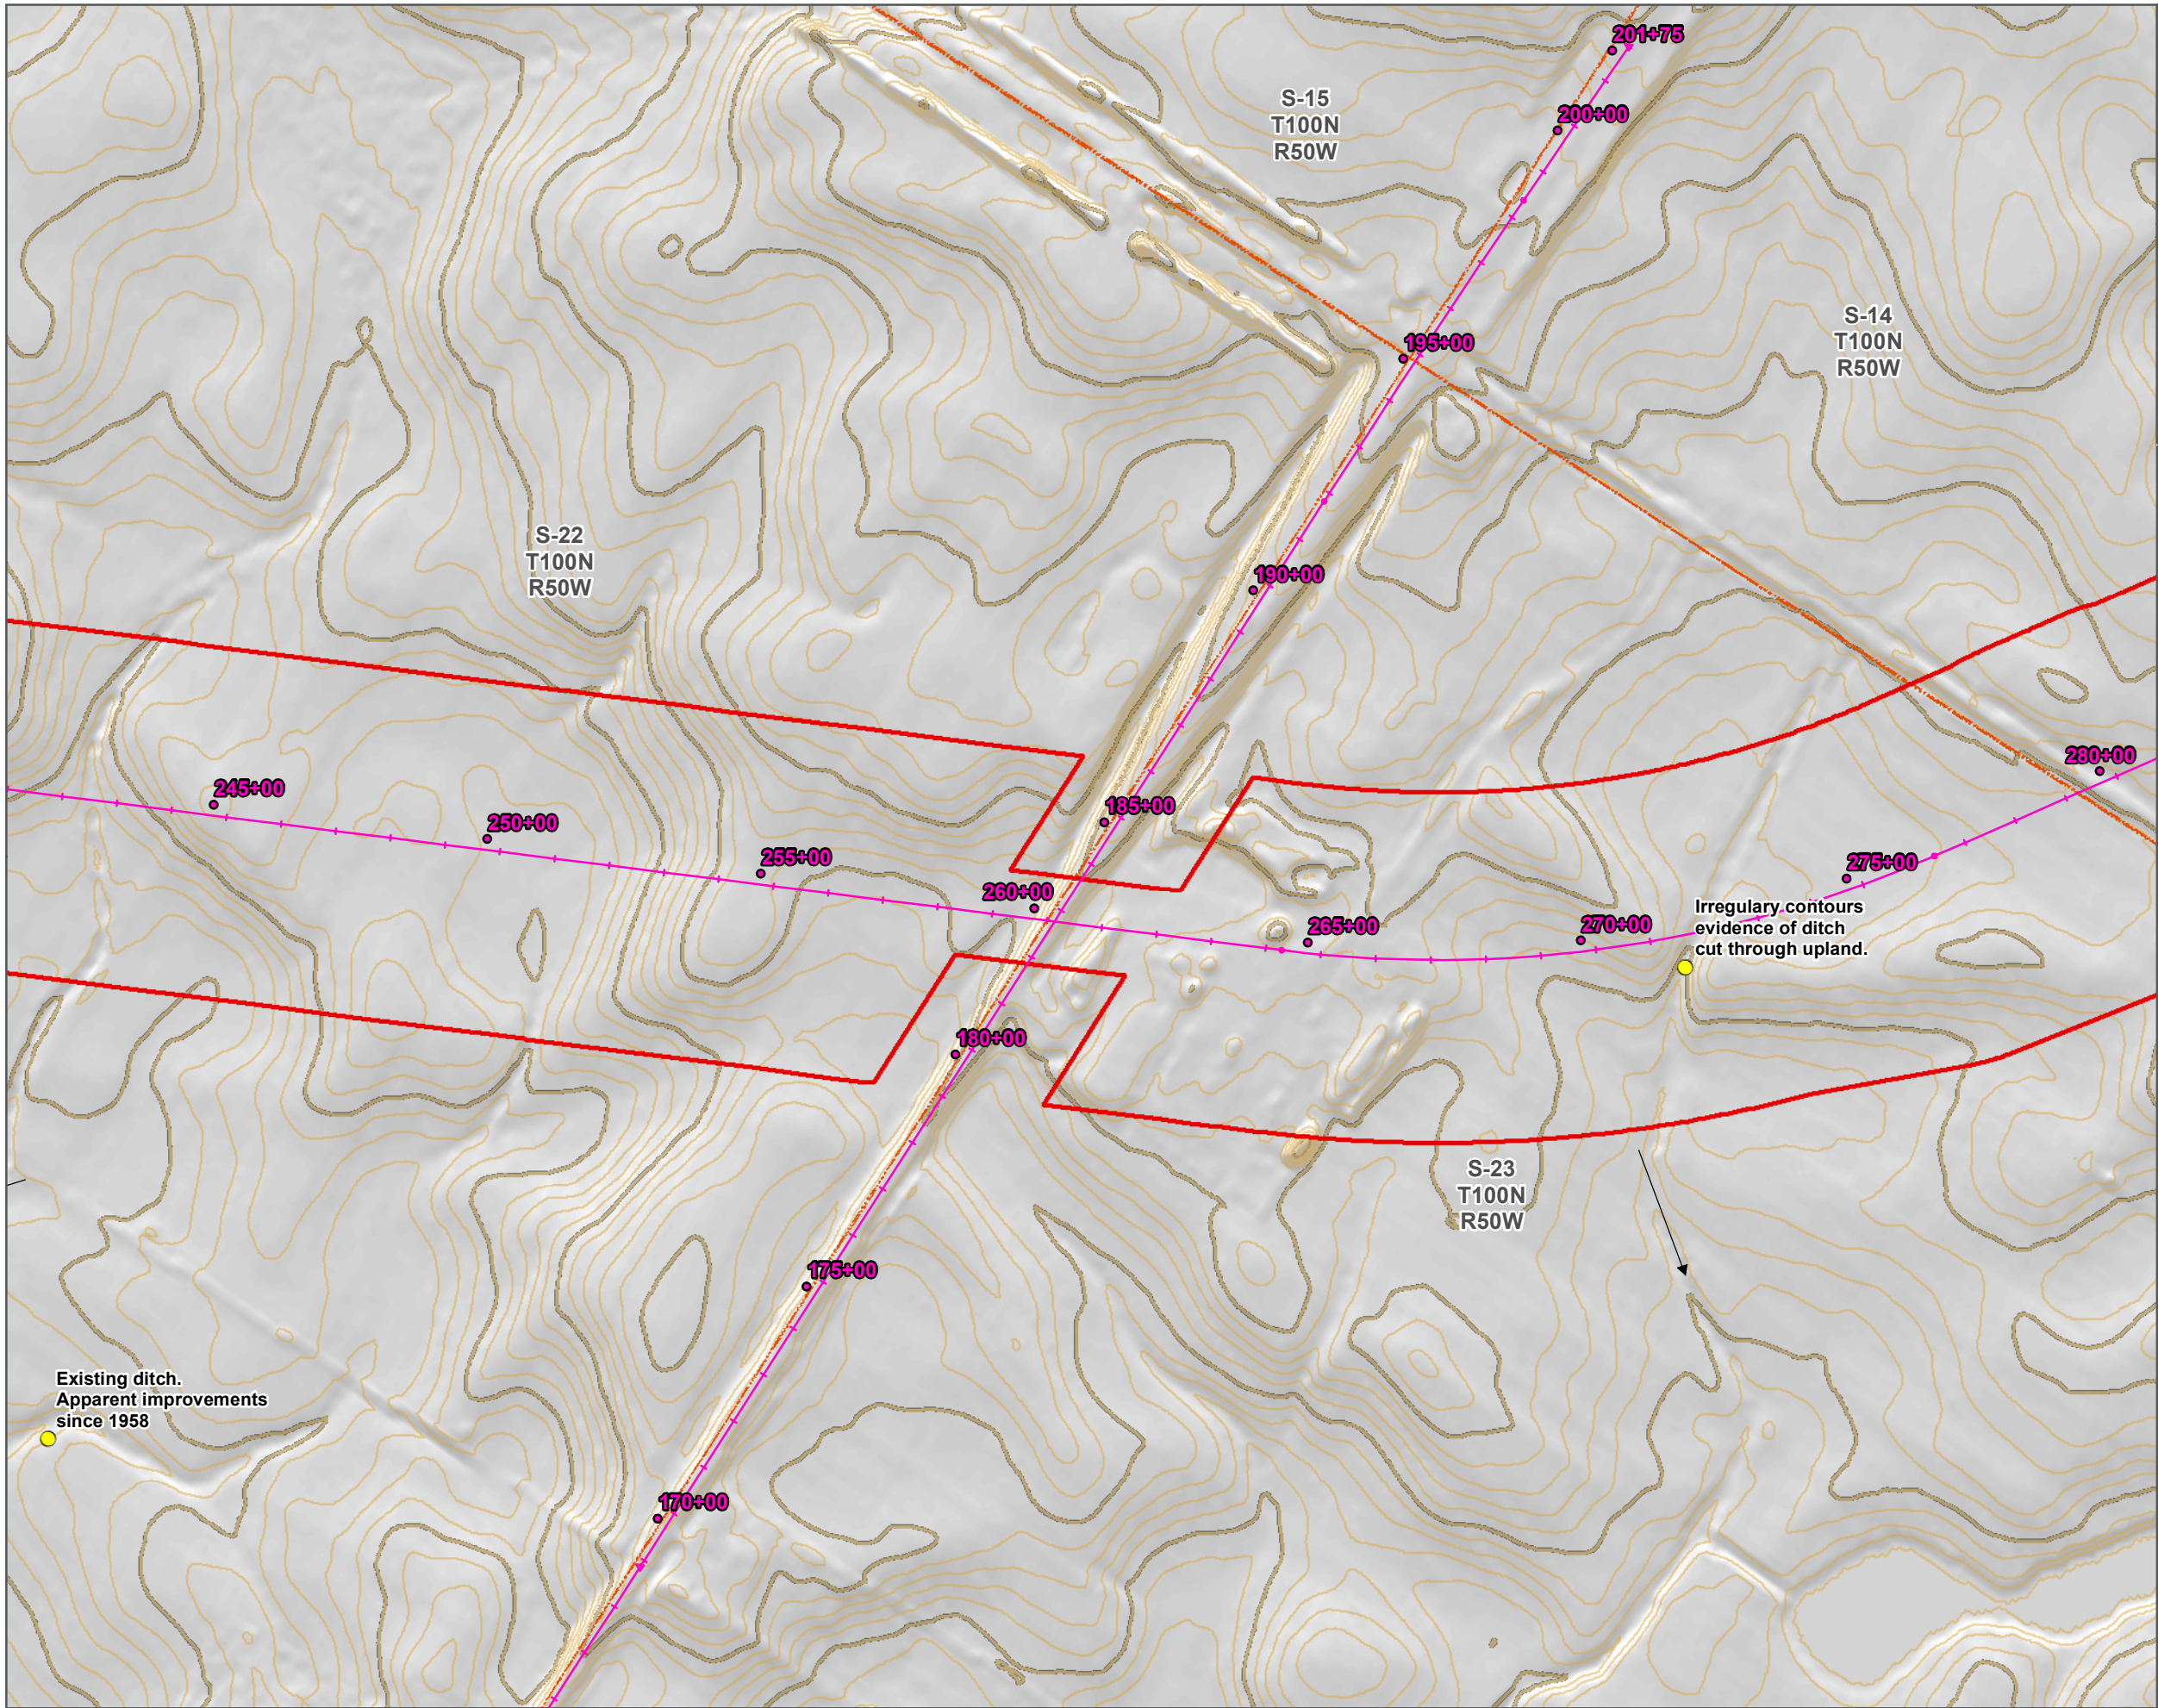 201+75
S-15
T100N
R50W
200+00
S-14
T100N
R50W
195+00
S-22
T100N
R50W
190+00
280+00
245+00
185+00
250+00
255+00
275+00
260+00
Irregulary contours
evidence of ditch
cut through upland.
265+00
270+00
180+00
S-23
T100N
R50W
175+00
Existing ditch.
Apparent improvements
since 1958
170+00